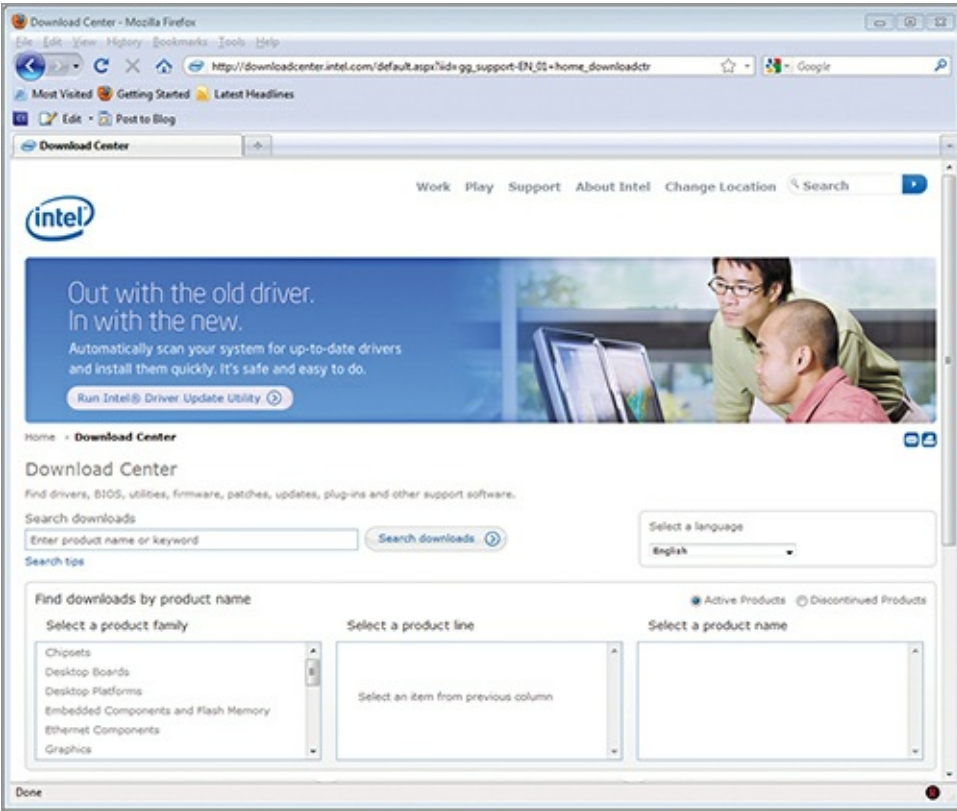 Download Center - Mozilla Firefox
File Edit View History Bookmarks Tools Help
http://downloadcenter.intel.com/default.aspx?iid=gg_support-EN_01+home_downloadctr
Google
Most Visited Getting Started Latest Headlines
Edit Post to Blog
Download Center
Work Play Support About Intel Change Location Search
intel
Out with the old driver.
In with the new.
Automatically scan your system for up-to-date drivers
and install them quickly. It's safe and easy to do.
Run Intel® Driver Update Utility
Home › Download Center
Download Center
Find drivers, BIOS, utilities, firmware, patches, updates, plug-ins and other support software.
Search downloads
Enter product name or keyword
Search downloads
Search tips
Select a language
English
Find downloads by product name
Active Products Discontinued Products
Select a product family
Select a product line
Select a product name
Chipsets
Desktop Boards
Desktop Platforms
Embedded Components and Flash Memory
Ethernet Components
Graphics
Select an item from previous column
Done